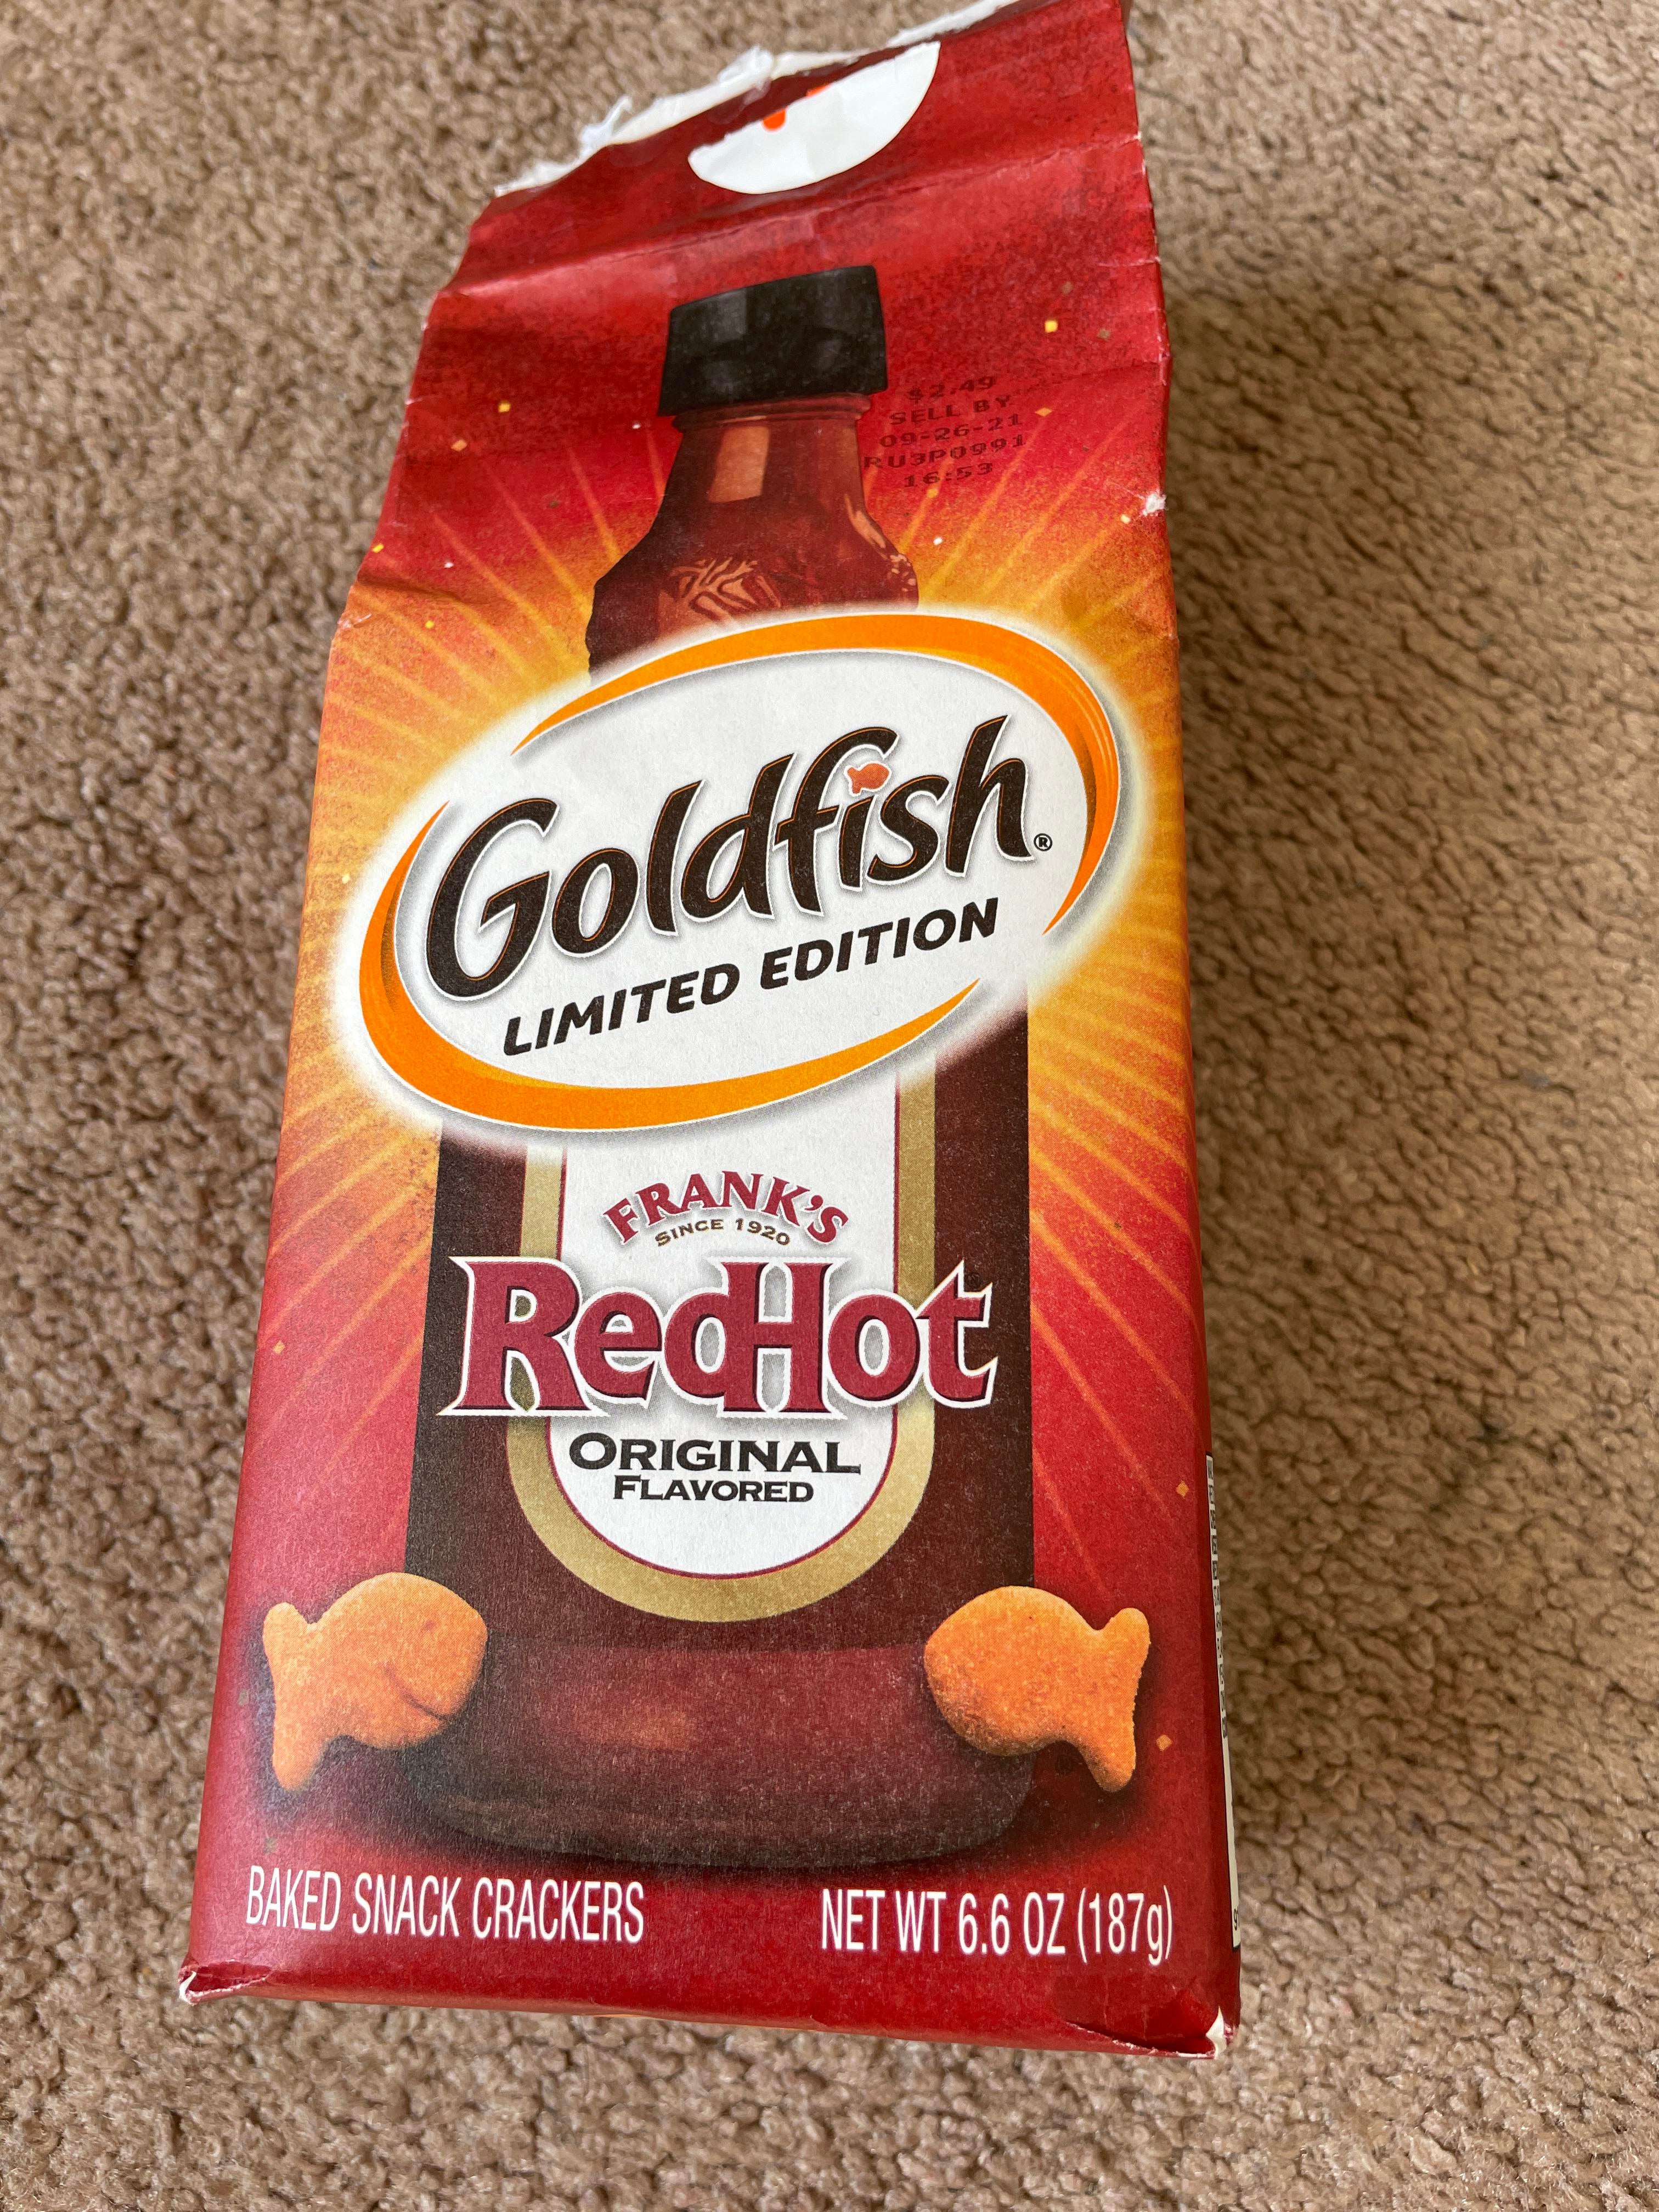 $2.49
SELL BY
09-26-21
RU3P0991
16:53
Goldfish®
LIMITED EDITION
FRANK'S
SINCE 1920
RedHot
ORIGINAL
FLAVORED
BAKED SNACK CRACKERS
NET WT 6.6 OZ (187g)